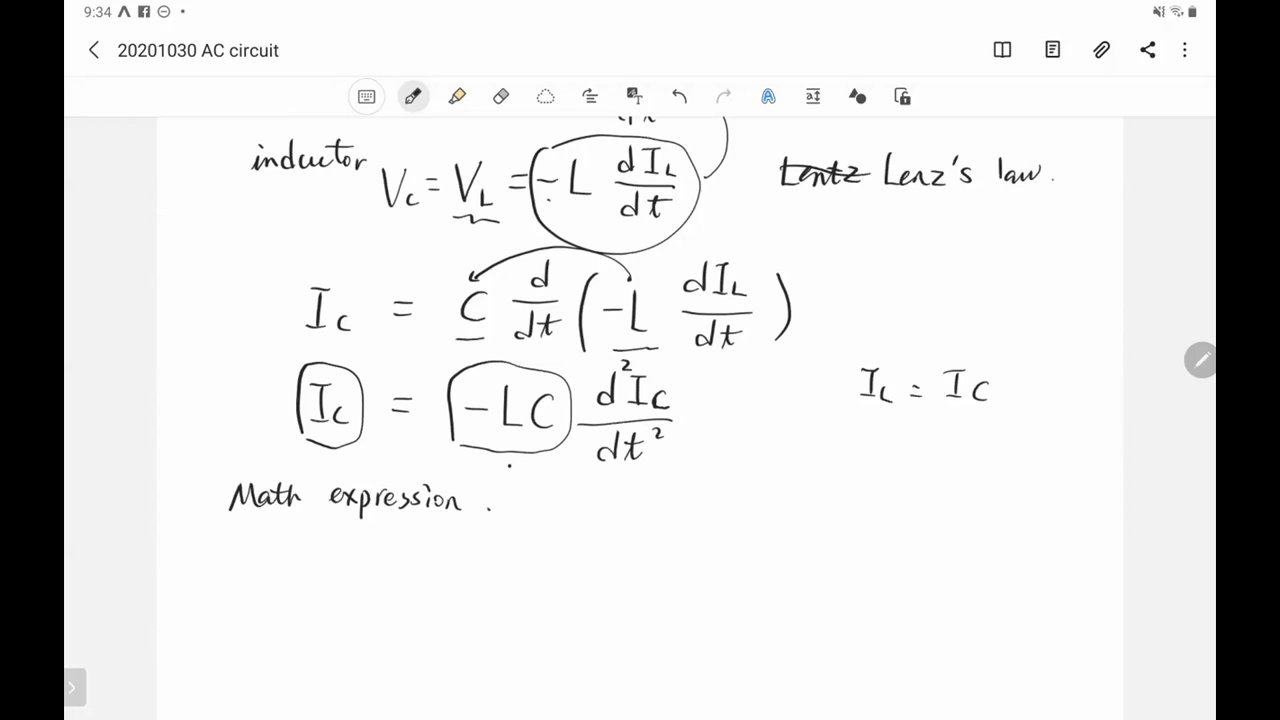 9:34
20201030 AC circuit
inductor V_C = V_L = -L dI_L/dt Lentz Lenz's law.
I_C = C d/dt (-L dI_L/dt)
I_C = -LC d²I_C/dt² I_L = I_C
Math expression.